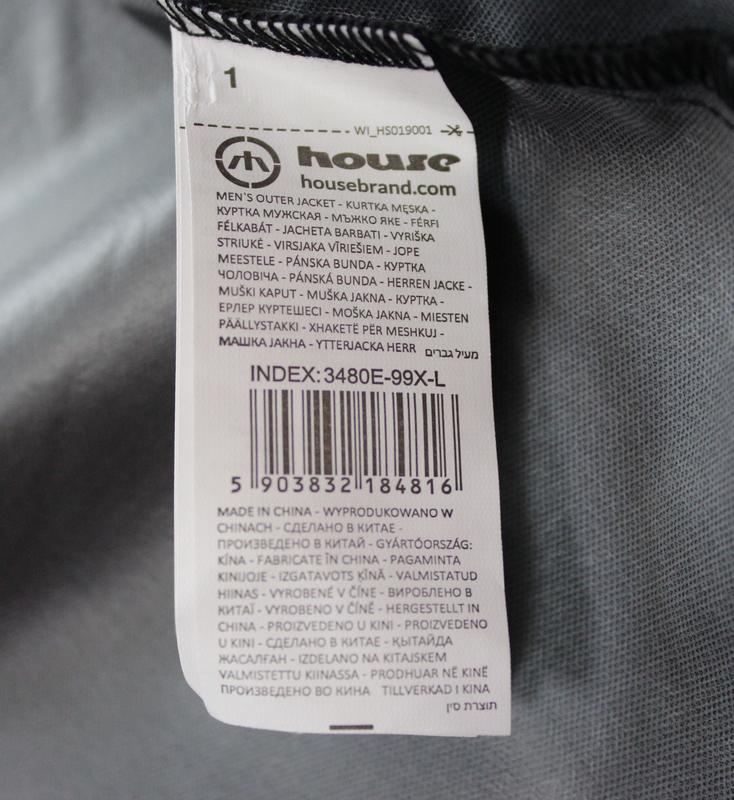 1
WI_HS019001
house
housebrand.com
MEN'S OUTER JACKET - KURTKA MĘSKA -
КУРТКА МУЖСКАЯ - МЪЖКО ЯКЕ - FÉRFI
FÉLKABÁT - JACHETA BARBATI - VYRIŠKA
STRIUKĖ - VIRSJAKA VĪRIEŠIEM - JOPE
MEESTELE - PÁNSKA BUNDA - КУРТКА
ЧОЛОВІЧА - PÁNSKÁ BUNDA - HERREN JACKE -
MUŠKI KAPUT - MUŠKA JAKNA - КУРТКА -
ЕРЛЕР КҮРТЕШЕСІ - MOŠKA JAKNA - MIESTEN
PÄÄLLYSTAKKI - XHAKETË PËR MESHKUJ -
МАШКА ЈАКНА - YTTERJACKA HERR מעיל גברים
INDEX: 3480E-99X-L
5 903832 184816
MADE IN CHINA - WYPRODUKOWANO W
CHINACH - СДЕЛАНО В КИТАЕ -
ПРОИЗВЕДЕНО В КИТАЙ - GYÁRTÓORSZÁG:
KÍNA - FABRICATE ÎN CHINA - PAGAMINTA
KINIJOJE - IZGATAVOTS ĶĪNĀ - VALMISTATUD
HIINAS - VYROBENÉ V ČÍNE - ВИРОБЛЕНО В
КИТАЇ - VYROBENO V ČÍNĚ - HERGESTELLT IN
CHINA - PROIZVEDENO U KINI - PROIZVEDENO
U KINI - СДЕЛАНО В КИТАЕ - ҚЫТАЙДА
ЖАСАЛҒАН - IZDELANO NA KITAJSKEM
VALMISTETTU KIINASSA - PRODHUAR NË KINË
ПРОИЗВЕДЕНО ВО КИНА TILLVERKAD I KINA
תוצרת סין